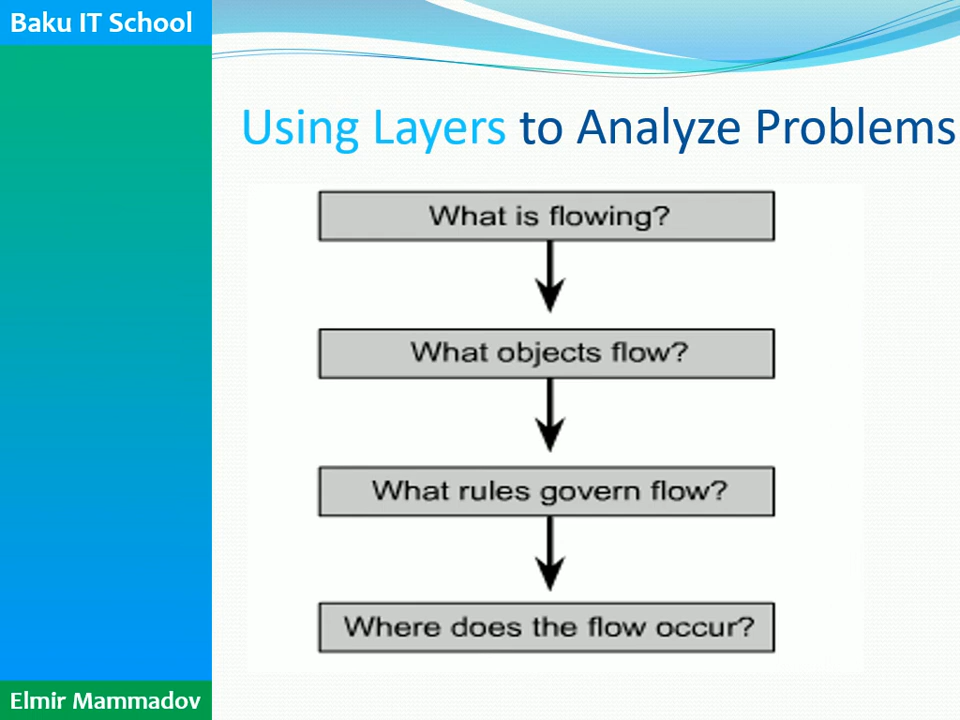 Baku IT School
Using Layers to Analyze Problems
What is flowing?
What objects flow?
What rules govern flow?
Where does the flow occur?
Elmir Mammadov